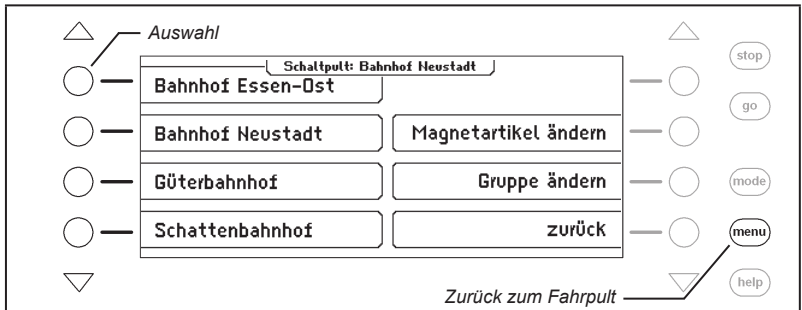 Auswahl
stop
Schaltpult: Bahnhof Neustadt
Bahnhof Essen-Ost
go
Bahnhof Neustadt
Magnetartikel ändern
Güterbahnhof
Gruppe ändern
mode
Schattenbahnhof
zurück
menu
help
Zurück zum Fahrpult